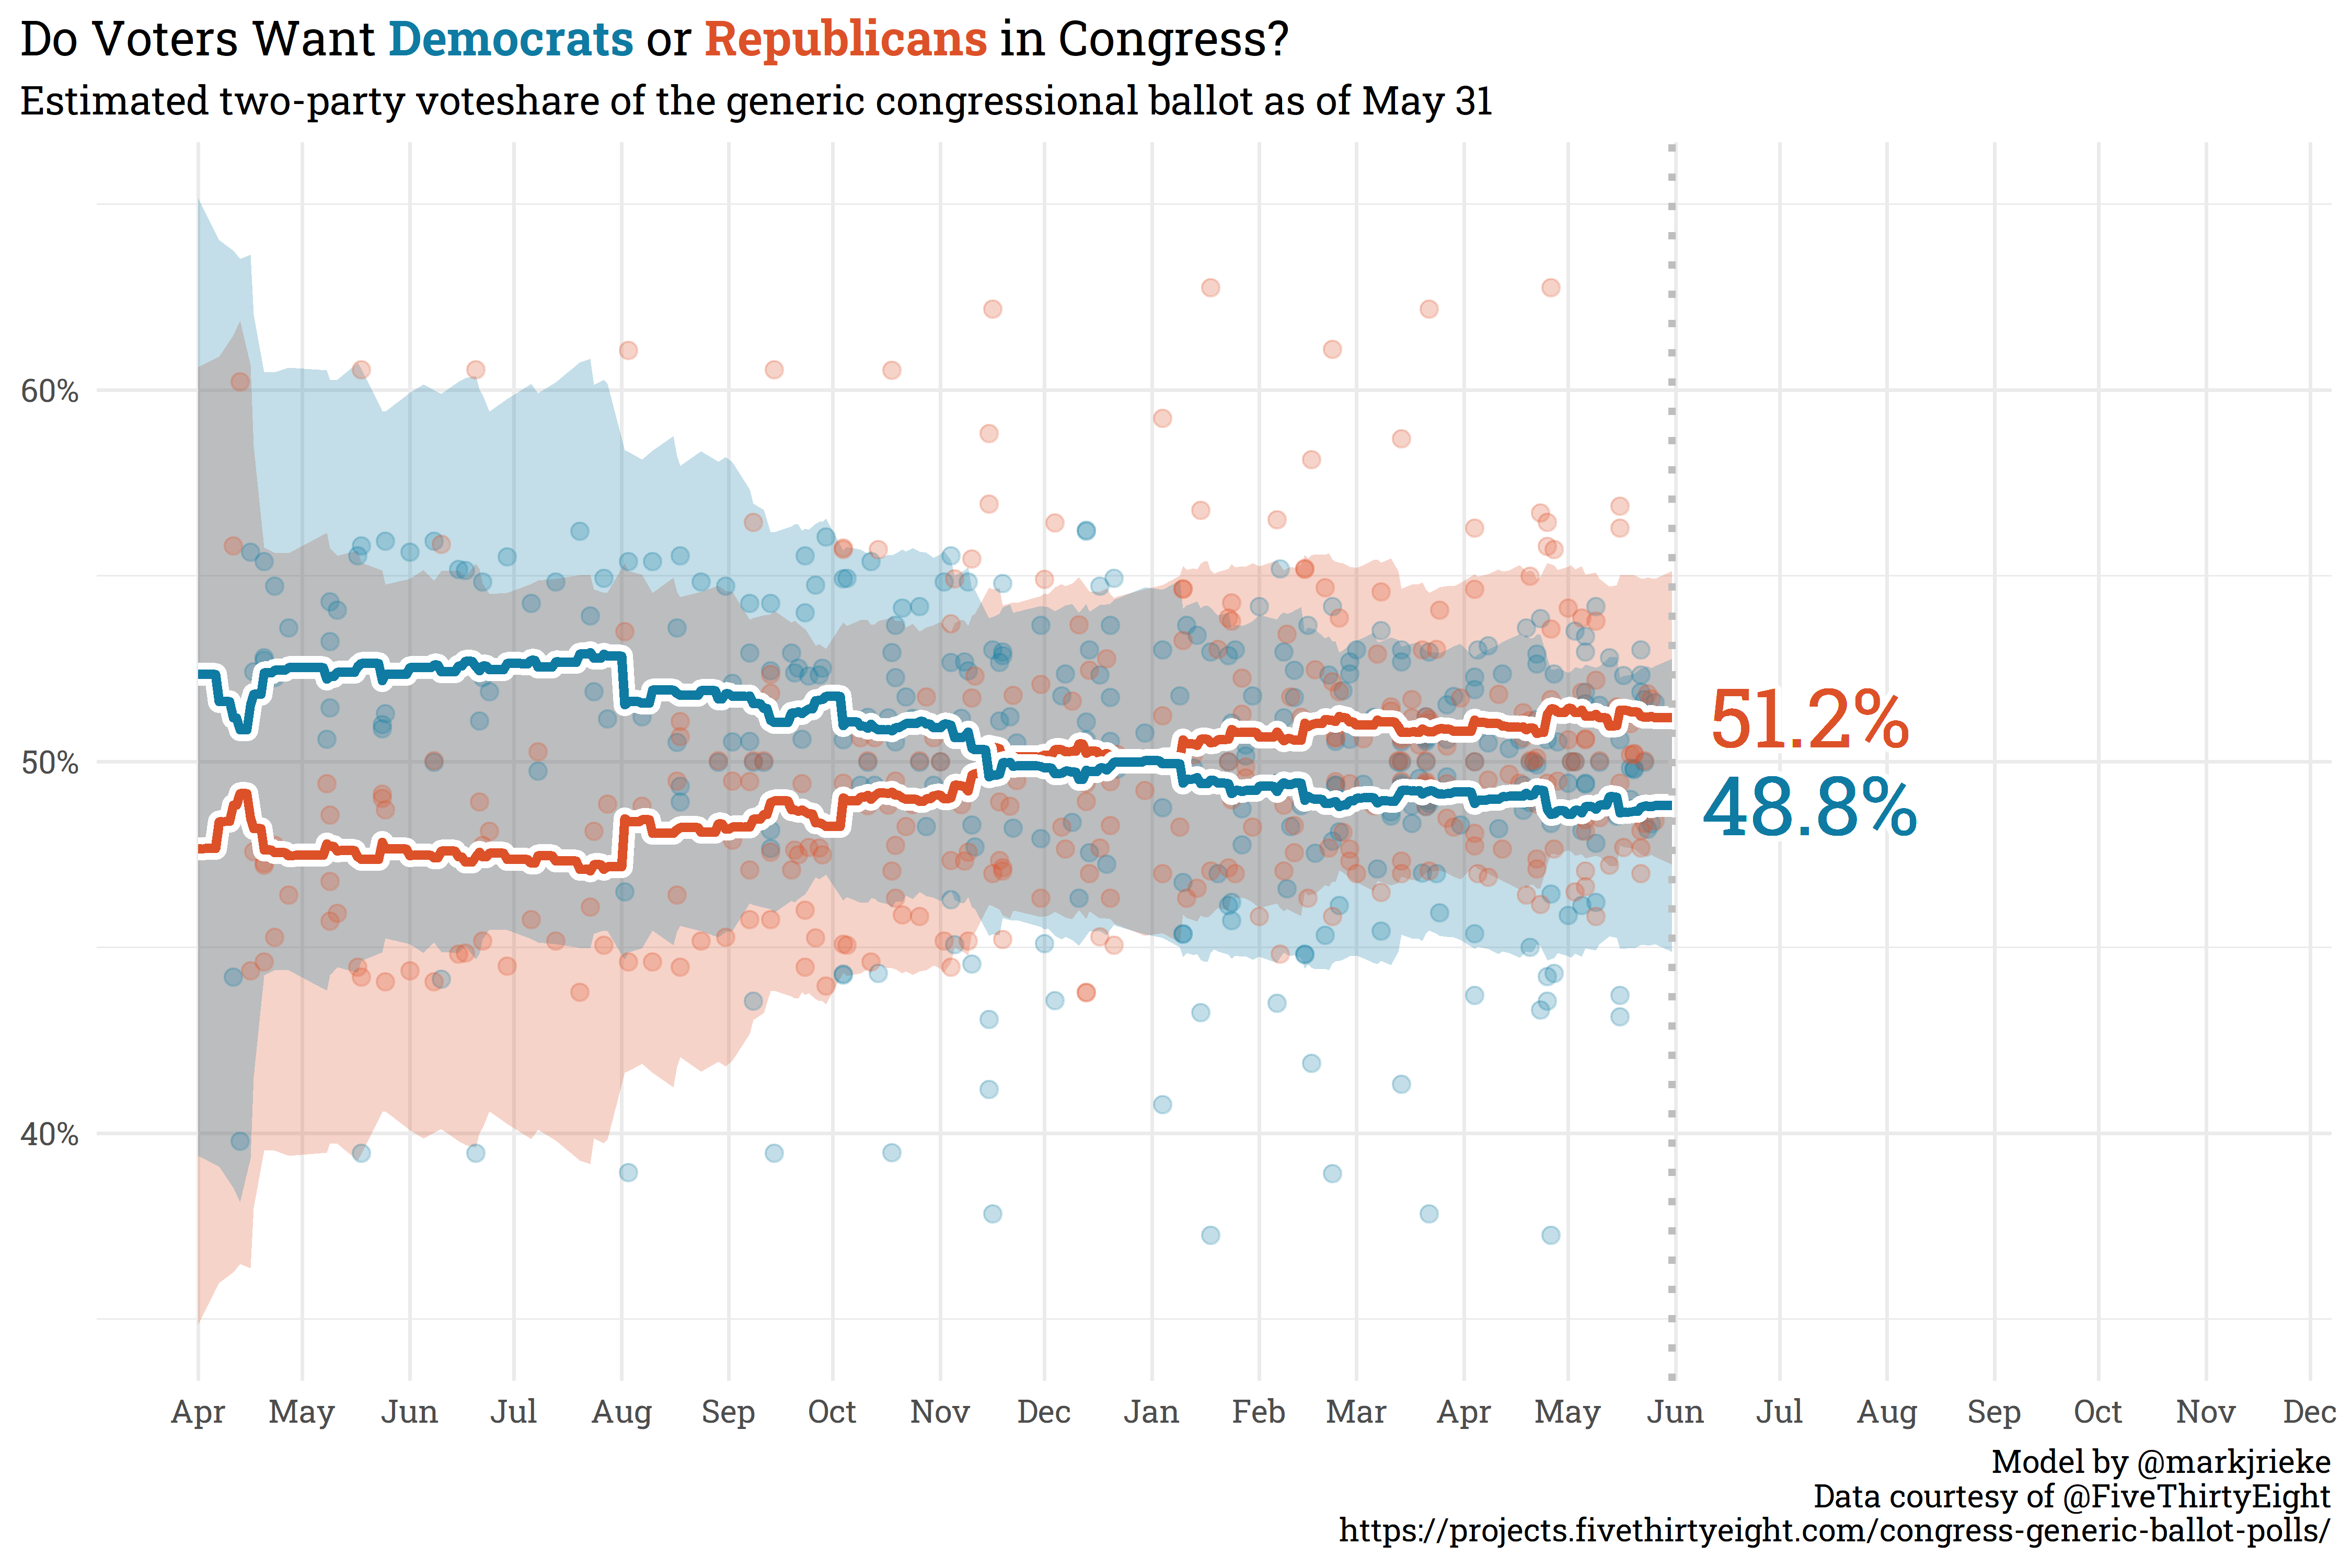 Do Voters Want Democrats or Republicans in Congress?
Estimated two-party voteshare of the generic congressional ballot as of May 31
60%
50%
40%
51.2%
48.8%
Apr May Jun Jul Aug Sep Oct Nov Dec Jan Feb Mar Apr May Jun Jul Aug Sep Oct Nov Dec
Model by @markjrieke
Data courtesy of @FiveThirtyEight
https://projects.fivethirtyeight.com/congress-generic-ballot-polls/